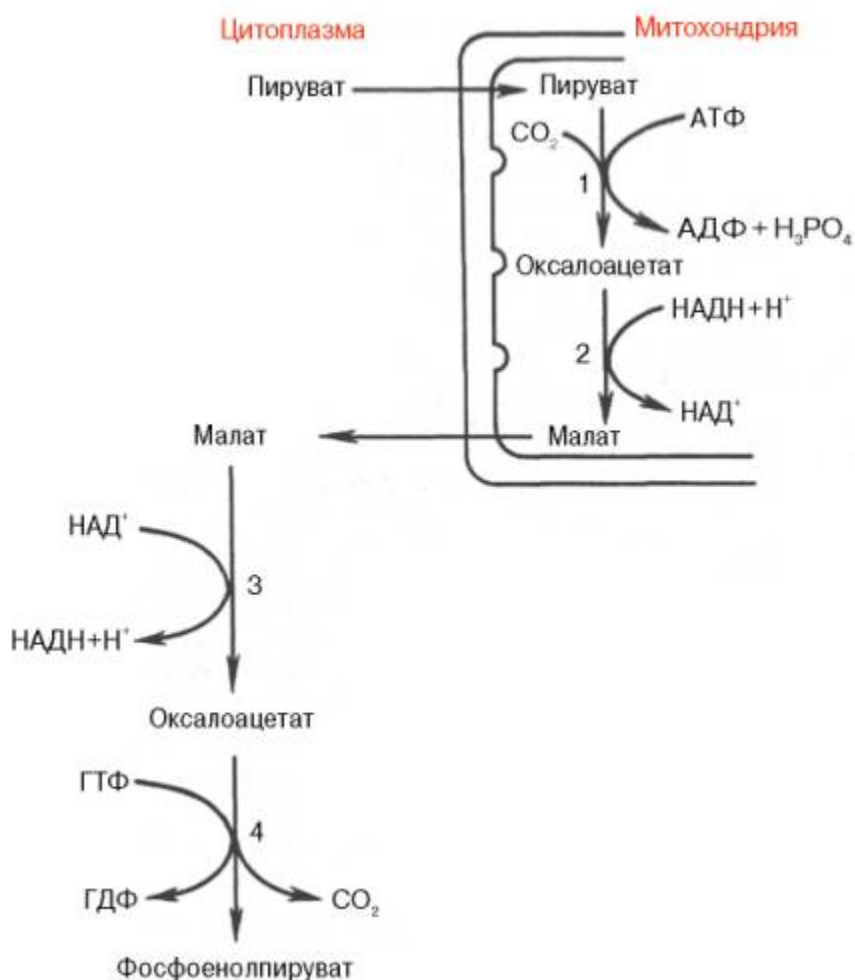 Цитоплазма
Митохондрия
Пируват
Пируват
CO₂
АТФ
1
АДФ + H₃PO₄
Оксалоацетат
НАДН+Н⁺
2
НАД⁺
Малат
Малат
НАД⁺
3
НАДН+Н⁺
Оксалоацетат
ГТФ
4
ГДФ
CO₂
Фосфоенолпируват